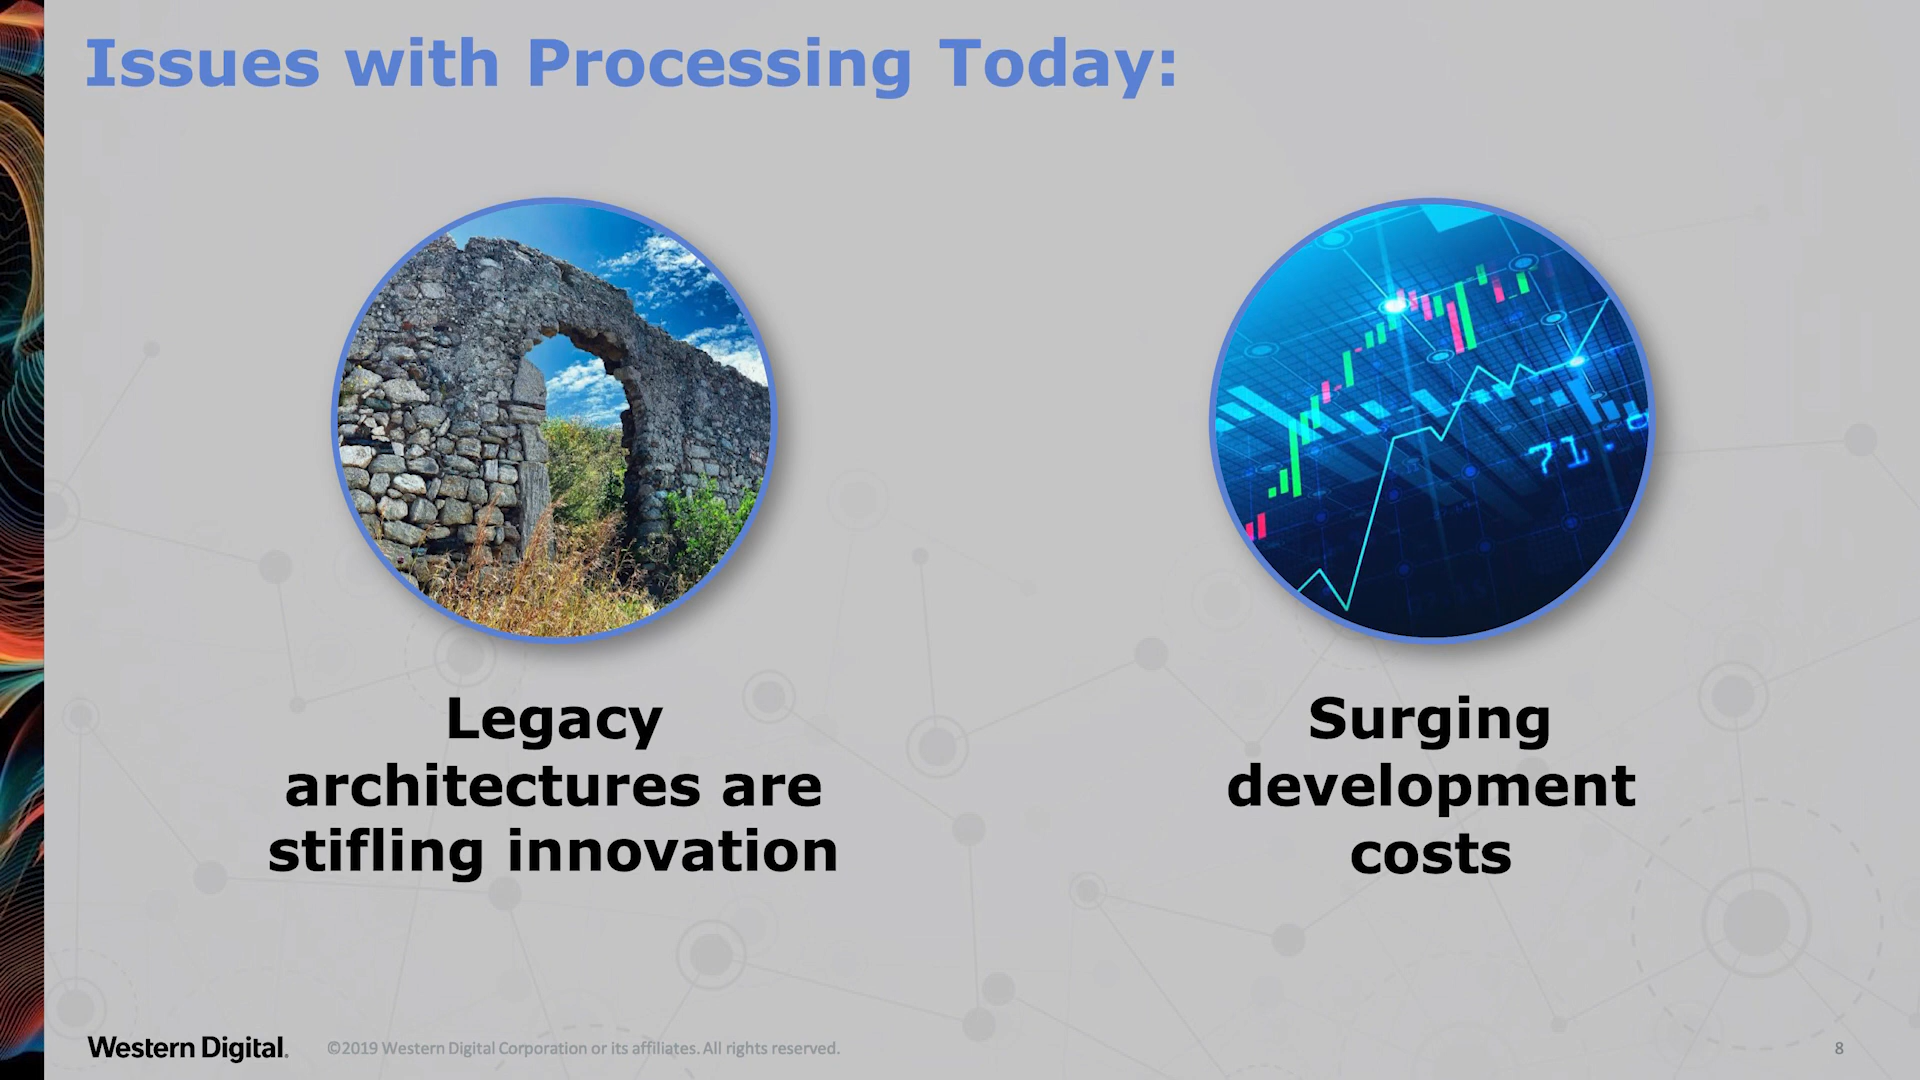 Issues with Processing Today:
71.
Legacy
architectures are
stifling innovation
Surging
development
costs
Western Digital.
©2019 Western Digital Corporation or its affiliates. All rights reserved.
8